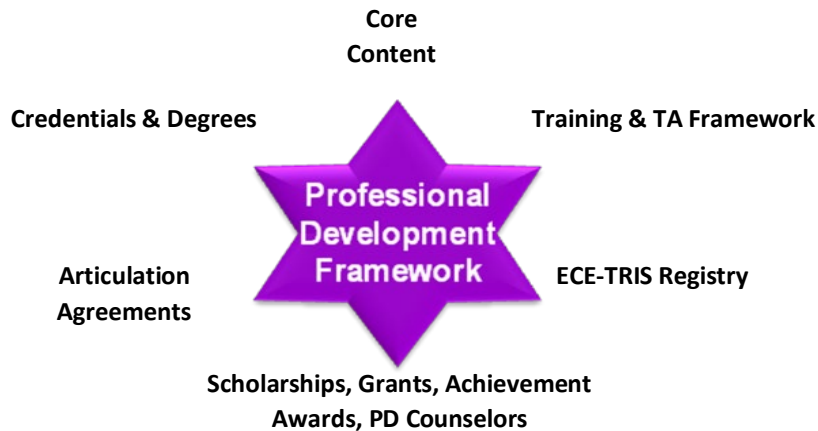 Core
Content
Credentials & Degrees
Training & TA Framework
Professional
Development
Framework
Articulation
Agreements
ECE-TRIS Registry
Scholarships, Grants, Achievement
Awards, PD Counselors